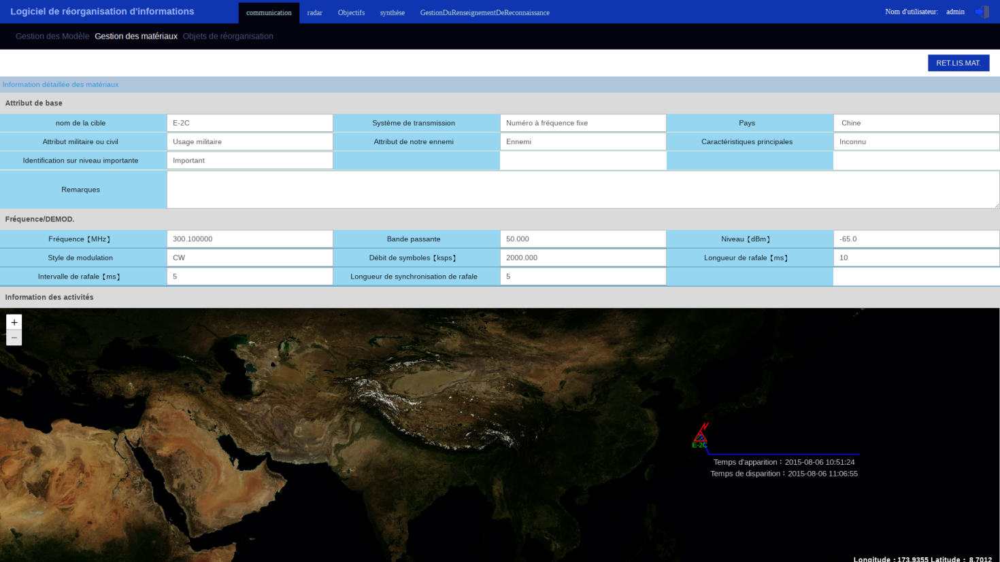 Logiciel de réorganisation d'informations communication radar Objectifs synthèse GestionDuRenseignementDeReconnaissance Nom d'utilisateur: admin
Gestion des Modèle Gestion des matériaux Objets de réorganisation
RET.LIS.MAT.
Information détaillée des matériaux
Attribut de base
nom de la cible E-2C Système de transmission Numéro à fréquence fixe Pays Chine
Attribut militaire ou civil Usage militaire Attribut de notre ennemi Ennemi Caractéristiques principales Inconnu
Identification sur niveau importante Important
Remarques
Fréquence/DEMOD.
Fréquence【MHz】 300.100000 Bande passante 50.000 Niveau【dBm】 -65.0
Style de modulation CW Débit de symboles【ksps】 2000.000 Longueur de rafale【ms】 10
Intervalle de rafale【ms】 5 Longueur de synchronisation de rafale 5
Information des activités
+
−
E-2C
Temps d'apparition：2015-08-06 10:51:24
Temps de disparition：2015-08-06 11:06:55
Longitude :173.9355 Latitude： 8.7012